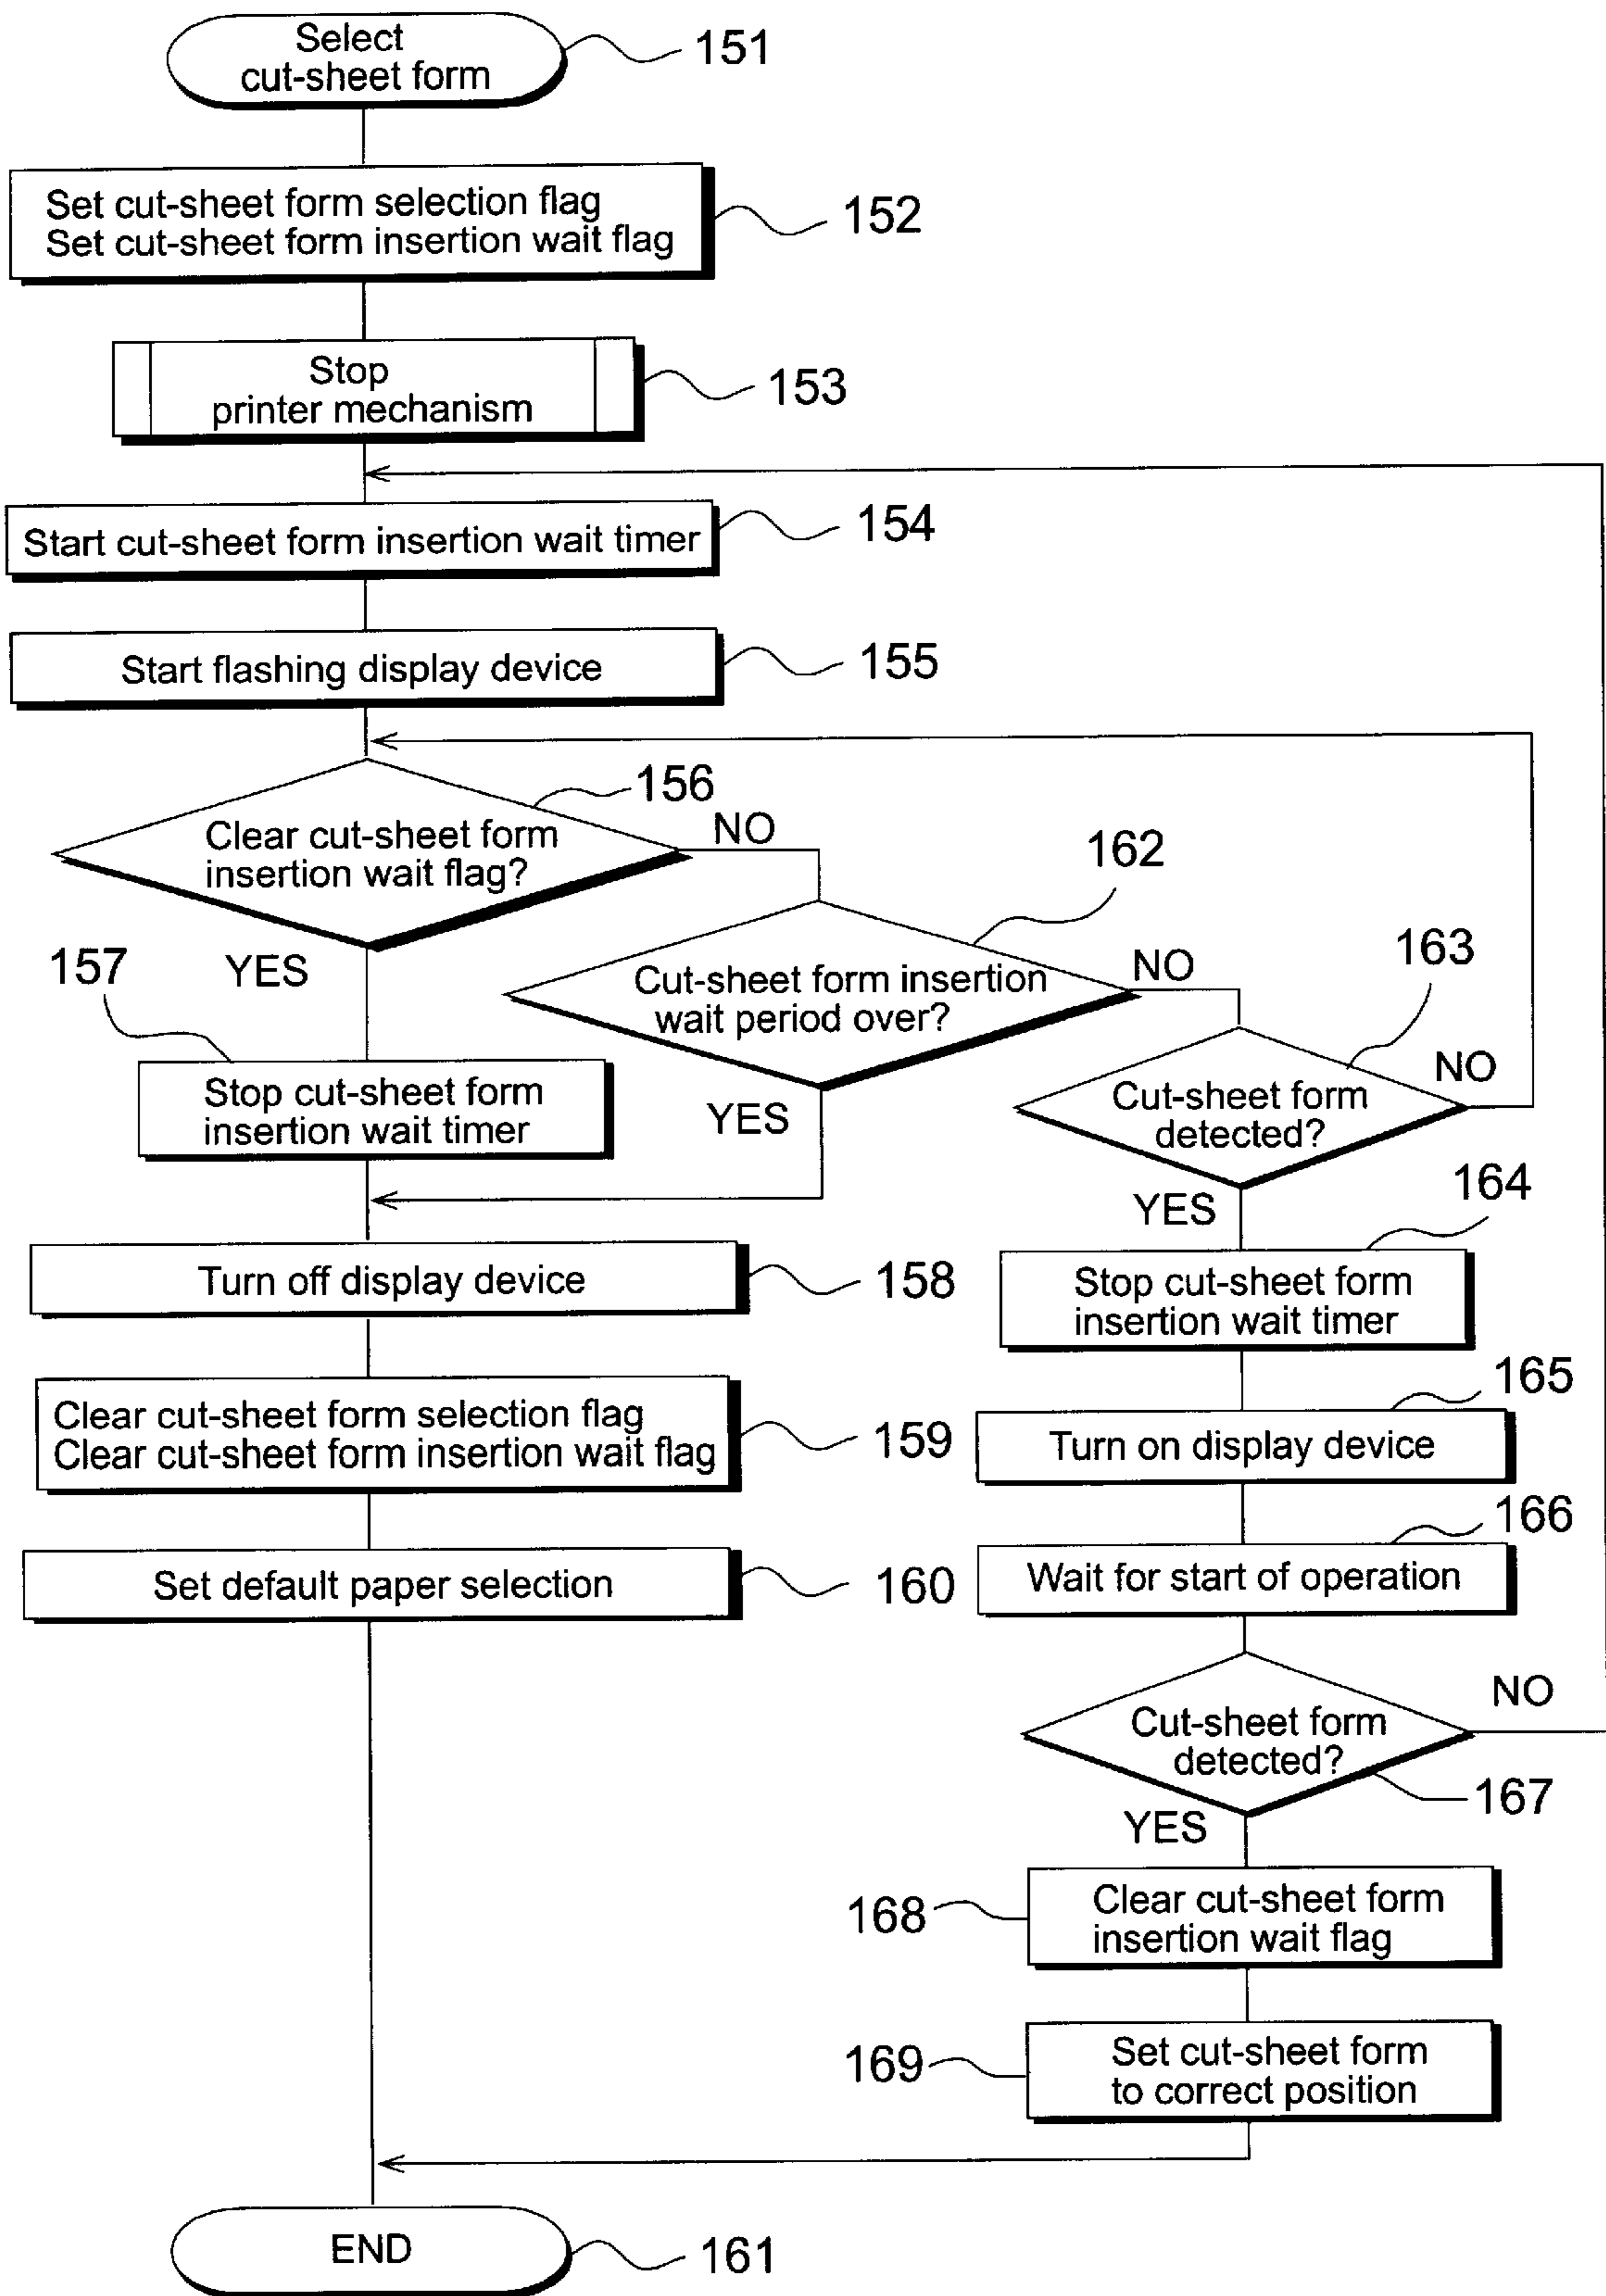 Select
cut-sheet form
151
Set cut-sheet form selection flag
Set cut-sheet form insertion wait flag
152
Stop
printer mechanism
153
Start cut-sheet form insertion wait timer
154
Start flashing display device
155
156
Clear cut-sheet form
insertion wait flag?
NO
YES
162
Cut-sheet form insertion
wait period over?
NO
YES
163
Cut-sheet form
detected?
NO
YES
157
Stop cut-sheet form
insertion wait timer
Turn off display device
158
Clear cut-sheet form selection flag
Clear cut-sheet form insertion wait flag
159
Set default paper selection
160
164
Stop cut-sheet form
insertion wait timer
165
Turn on display device
166
Wait for start of operation
Cut-sheet form
detected?
NO
167
YES
168
Clear cut-sheet form
insertion wait flag
169
Set cut-sheet form
to correct position
END
161